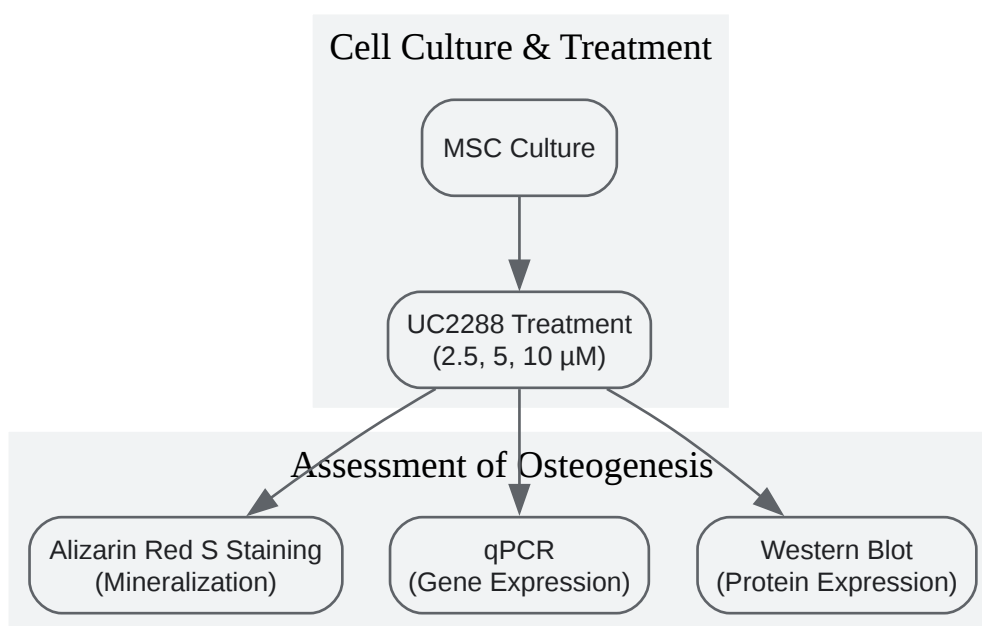 Cell Culture & Treatment
MSC Culture
UC2288 Treatment
(2.5, 5, 10 µM)
Assessment of Osteogenesis
Alizarin Red S Staining
(Mineralization)
qPCR
(Gene Expression)
Western Blot
(Protein Expression)